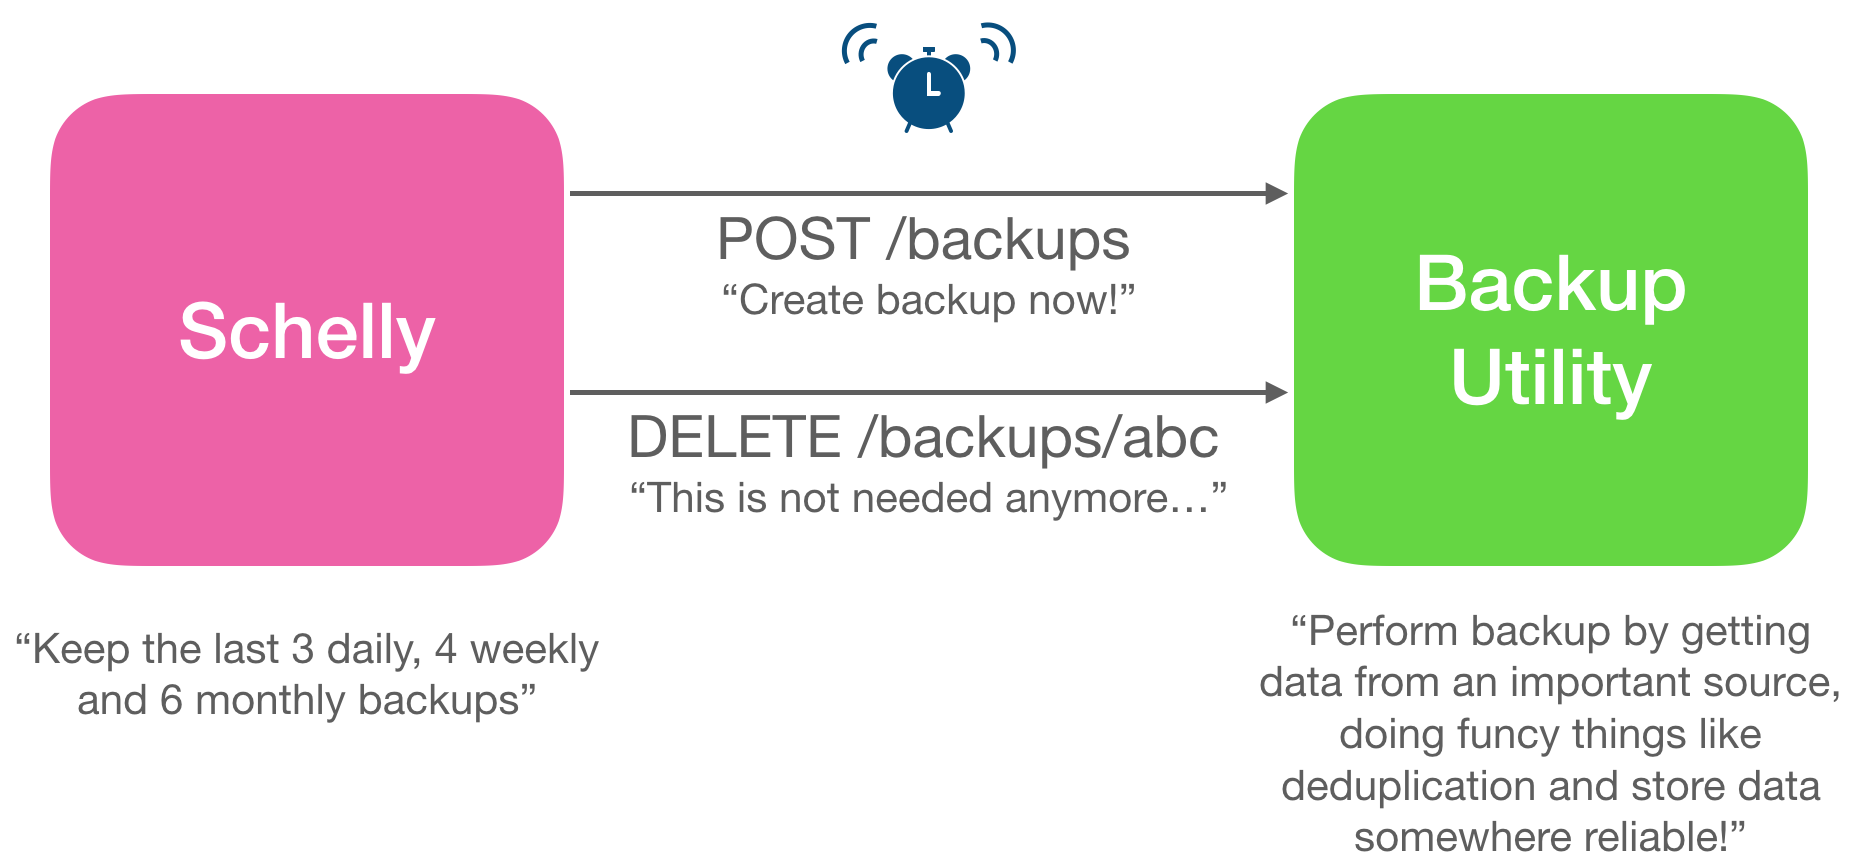 Schelly
POST /backups
“Create backup now!”
DELETE /backups/abc
“This is not needed anymore…”
Backup
Utility
“Keep the last 3 daily, 4 weekly
and 6 monthly backups”
“Perform backup by getting
data from an important source,
doing funcy things like
deduplication and store data
somewhere reliable!”